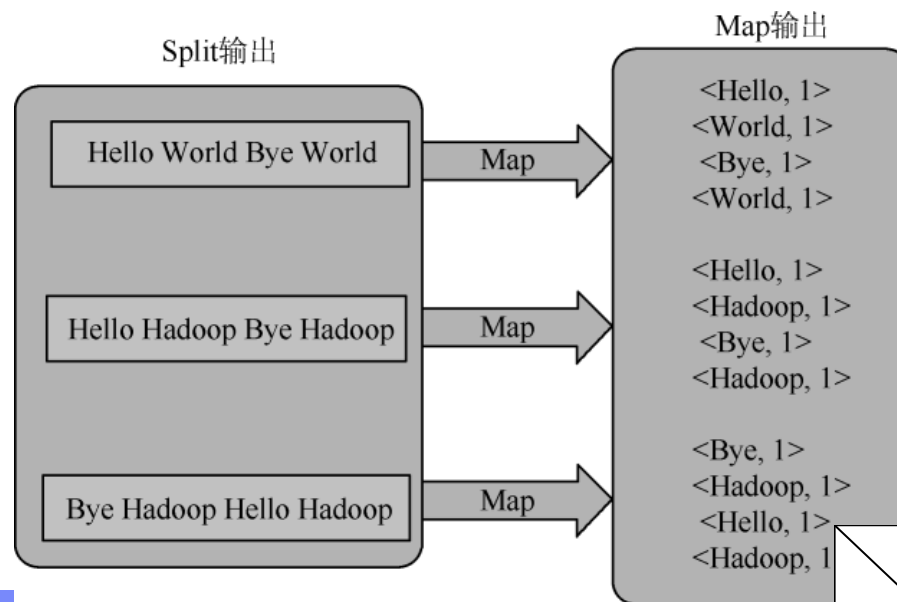 Split输出
Hello World Bye World
Map
Hello Hadoop Bye Hadoop
Map
Bye Hadoop Hello Hadoop
Map
Map输出
<Hello, 1>
<World, 1>
<Bye, 1>
<World, 1>
<Hello, 1>
<Hadoop, 1>
<Bye, 1>
<Hadoop, 1>
<Bye, 1>
<Hadoop, 1>
<Hello, 1>
<Hadoop, 1